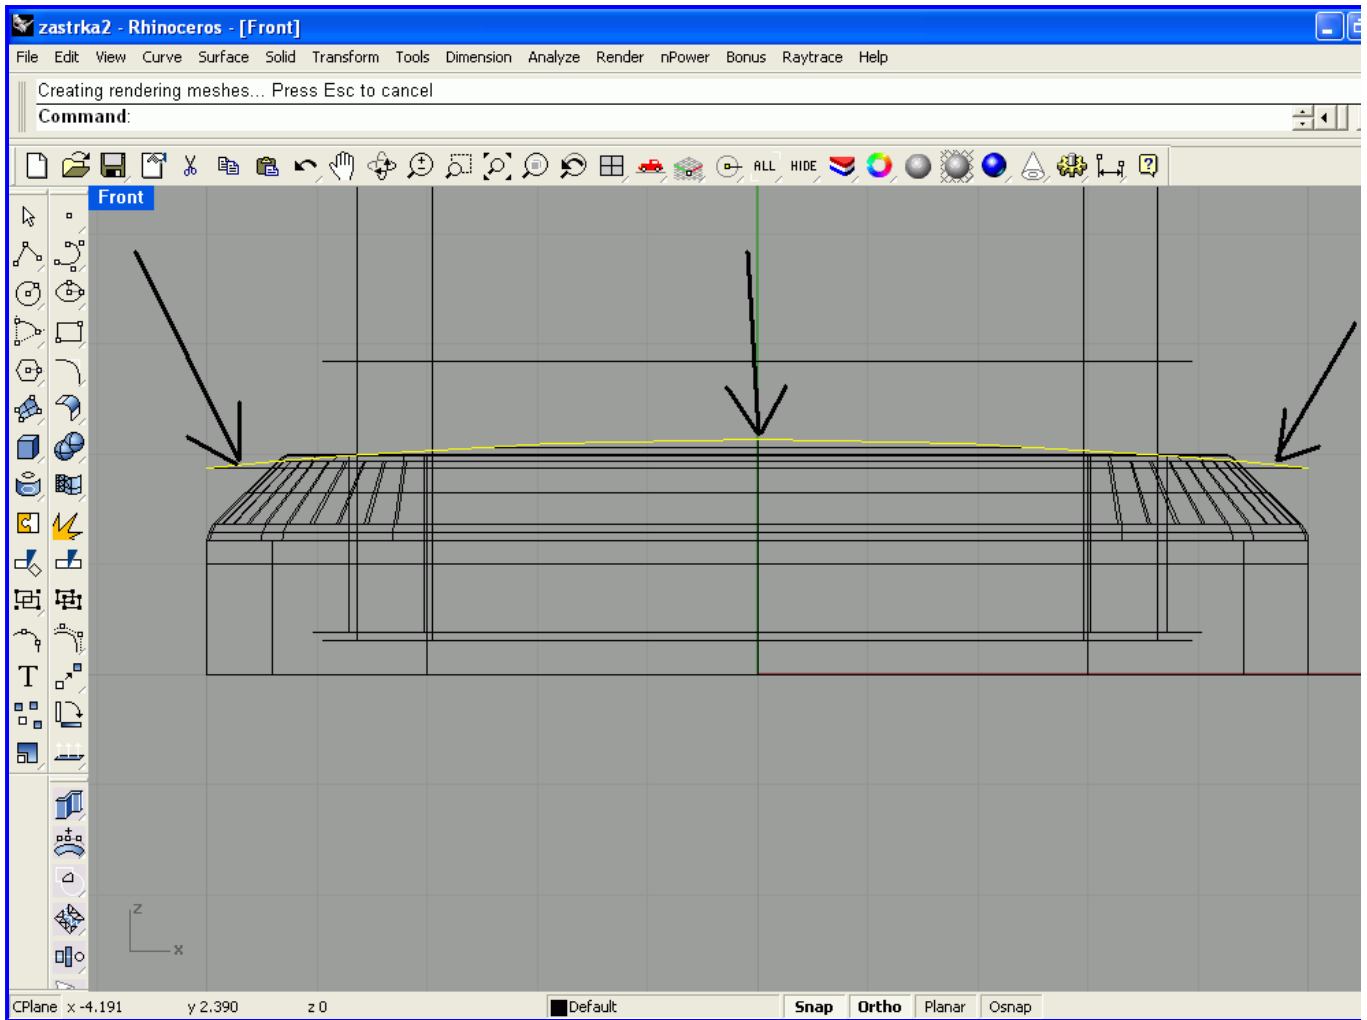 zastrka2 - Rhinoceros - [Front]
File Edit View Curve Surface Solid Transform Tools Dimension Analyze Render nPower Bonus Raytrace Help
Creating rendering meshes... Press Esc to cancel
Command:
ALL HIDE
Front
T
z
x
CPlane x -4.191 y 2.390 z 0 Default Snap Ortho Planar Osnap